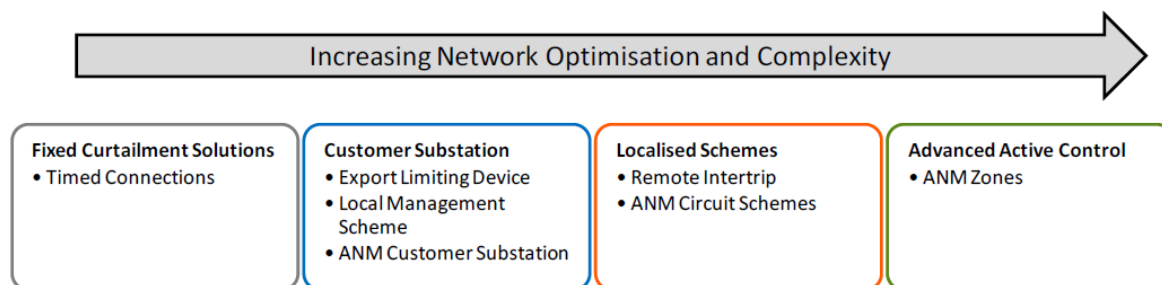 Increasing Network Optimisation and Complexity
Fixed Curtailment Solutions
• Timed Connections
Customer Substation
• Export Limiting Device
• Local Management
Scheme
• ANM Customer Substation
Localised Schemes
• Remote Intertrip
• ANM Circuit Schemes
Advanced Active Control
• ANM Zones